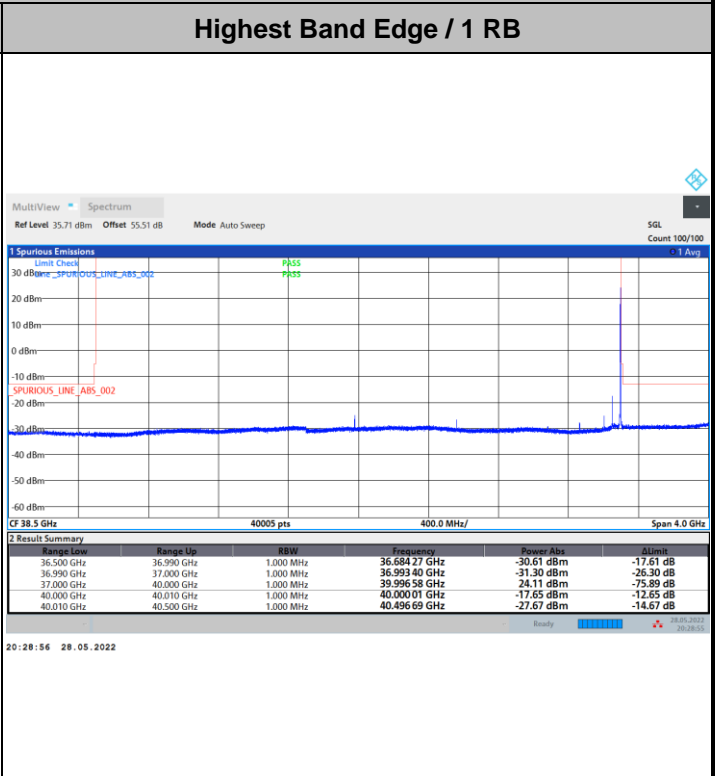 Highest Band Edge / 1 RB
MultiView Spectrum
Ref Level 35.71 dBm Offset 55.51 dB Mode Auto Sweep SGL
Count 100/100
1 Spurious Emissions 1 Avg
Limit Check PASS
30 dBm Line _SPURIOUS_LINE_ABS_002 PASS
20 dBm
10 dBm
0 dBm
-10 dBm
_SPURIOUS_LINE_ABS_002
-20 dBm
-30 dBm
-40 dBm
-50 dBm
-60 dBm
CF 38.5 GHz 40005 pts 400.0 MHz/ Span 4.0 GHz
2 Result Summary
Range Low Range Up RBW Frequency Power Abs ΔLimit
36.500 GHz 36.990 GHz 1.000 MHz 36.684 27 GHz -30.61 dBm -17.61 dB
36.990 GHz 37.000 GHz 1.000 MHz 36.993 40 GHz -31.30 dBm -26.30 dB
37.000 GHz 40.000 GHz 1.000 MHz 39.996 58 GHz 24.11 dBm -75.89 dB
40.000 GHz 40.010 GHz 1.000 MHz 40.000 01 GHz -17.65 dBm -12.65 dB
40.010 GHz 40.500 GHz 1.000 MHz 40.496 69 GHz -27.67 dBm -14.67 dB
Ready 28.05.2022
20:28:55
20:28:56 28.05.2022